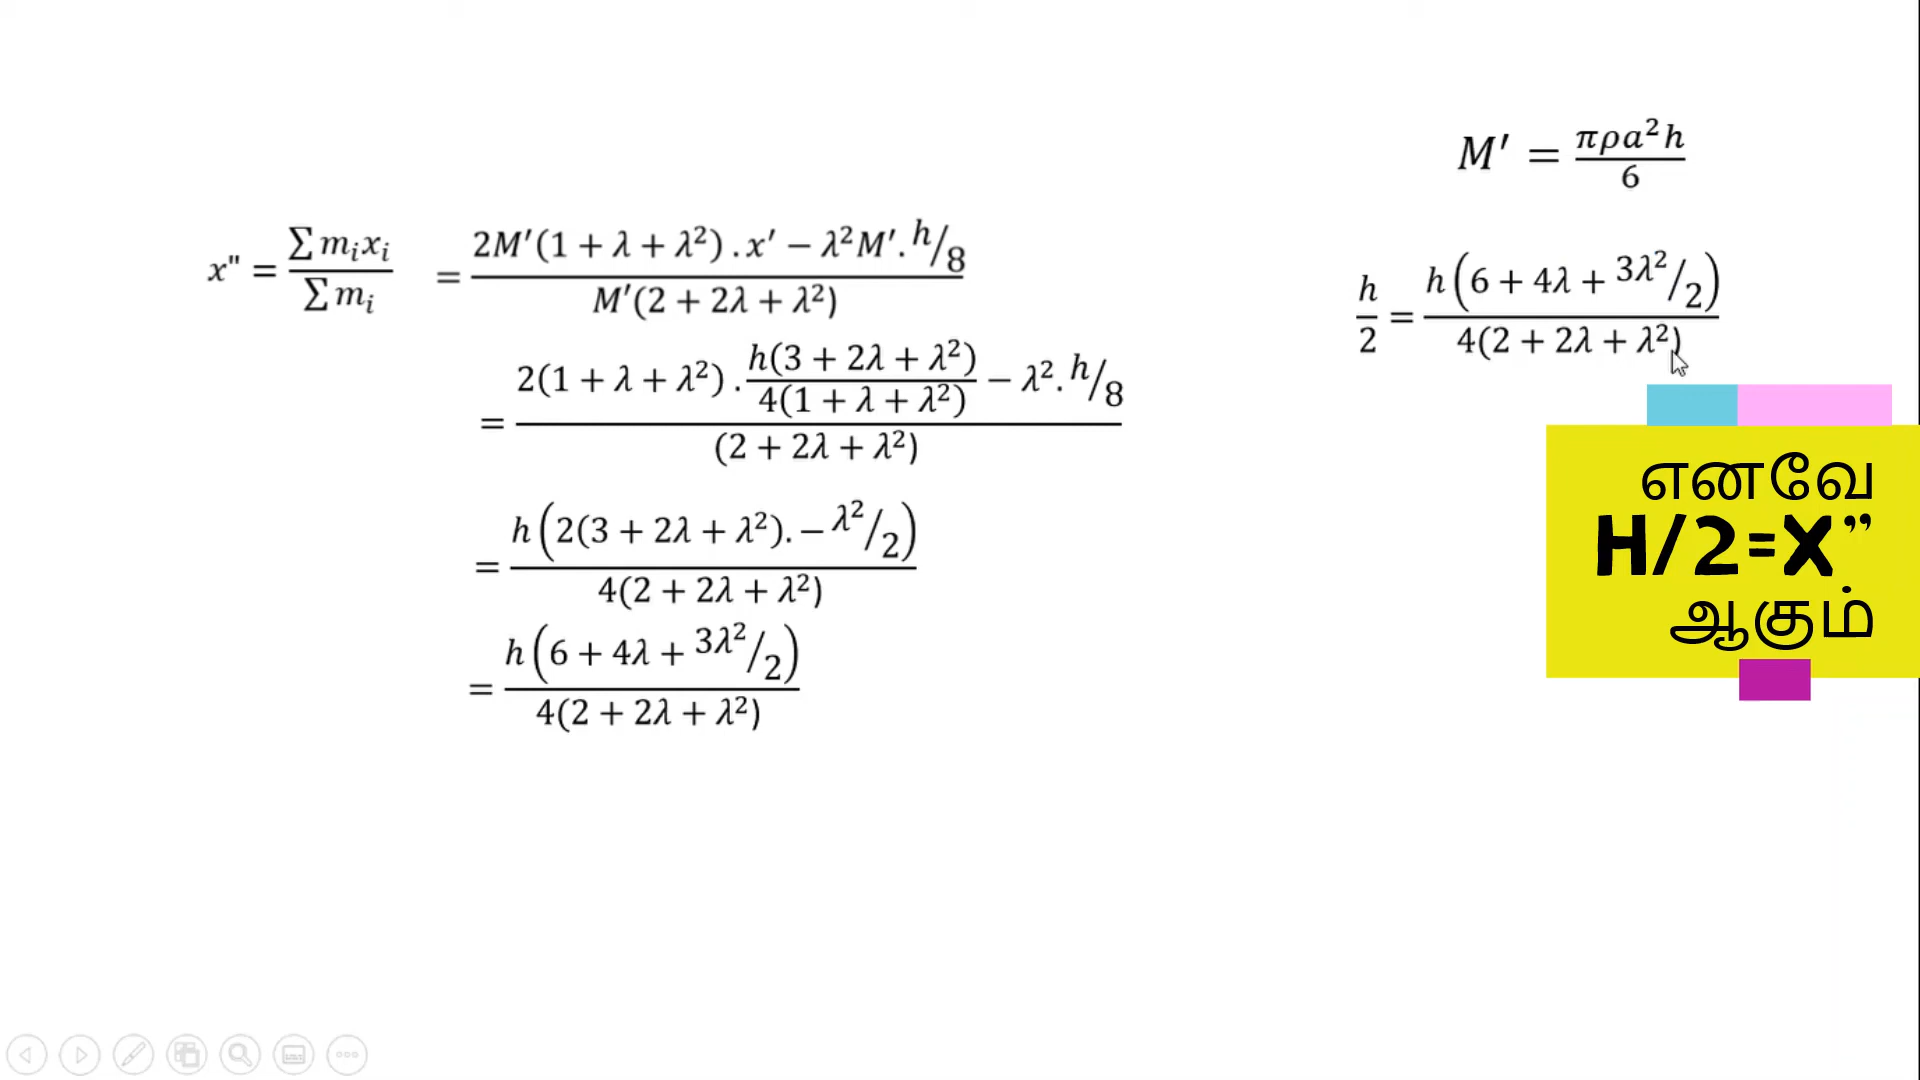 M′ = πρa²h/6
x" = ∑ mᵢxᵢ / ∑ mᵢ = 2M′(1 + λ + λ²) . x′ − λ²M′. h/8 / M′(2 + 2λ + λ²)
h/2 = h(6 + 4λ + 3λ²/2) / 4(2 + 2λ + λ²)
= 2(1 + λ + λ²) . h(3 + 2λ + λ²)/4(1 + λ + λ²) − λ². h/8 / (2 + 2λ + λ²)
= h(2(3 + 2λ + λ²). − λ²/2) / 4(2 + 2λ + λ²)
= h(6 + 4λ + 3λ²/2) / 4(2 + 2λ + λ²)
எனவே
H/2=X”
ஆகும்